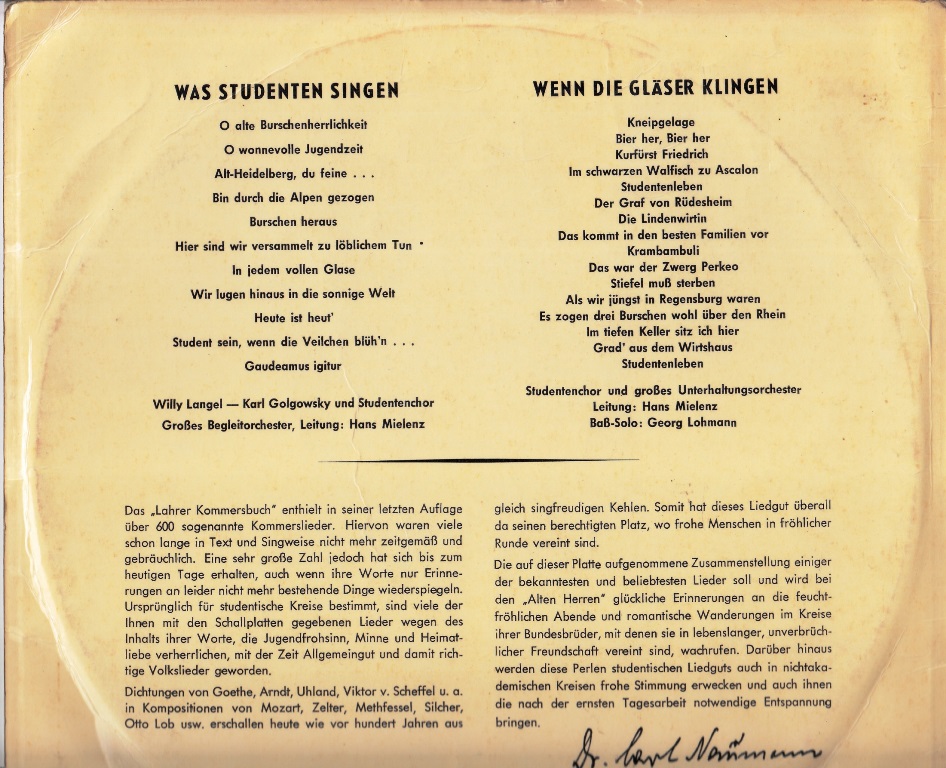 WAS STUDENTEN SINGEN
O alte Burschenherrlichkeit
O wonnevolle Jugendzeit
Alt-Heidelberg, du feine . . .
Bin durch die Alpen gezogen
Burschen heraus
Hier sind wir versammelt zu löblichem Tun
In jedem vollen Glase
Wir lugen hinaus in die sonnige Welt
Heute ist heut'
Student sein, wenn die Veilchen blüh'n . . .
Gaudeamus igitur
Willy Langel — Karl Golgowsky und Studentenchor
Großes Begleitorchester, Leitung: Hans Mielenz
WENN DIE GLÄSER KLINGEN
Kneipgelage
Bier her, Bier her
Kurfürst Friedrich
Im schwarzen Walfisch zu Ascalon
Studentenleben
Der Graf von Rüdesheim
Die Lindenwirtin
Das kommt in den besten Familien vor
Krambambuli
Das war der Zwerg Perkeo
Stiefel muß sterben
Als wir jüngst in Regensburg waren
Es zogen drei Burschen wohl über den Rhein
Im tiefen Keller sitz ich hier
Grad' aus dem Wirtshaus
Studentenleben
Studentenchor und großes Unterhaltungsorchester
Leitung: Hans Mielenz
Baß-Solo: Georg Lohmann
Das „Lahrer Kommersbuch" enthielt in seiner letzten Auflage
über 600 sogenannte Kommerslieder. Hiervon waren viele
schon lange in Text und Singweise nicht mehr zeitgemäß und
gebräuchlich. Eine sehr große Zahl jedoch hat sich bis zum
heutigen Tage erhalten, auch wenn ihre Worte nur Erinne-
rungen an leider nicht mehr bestehende Dinge wiederspiegeln.
Ursprünglich für studentische Kreise bestimmt, sind viele der
Ihnen mit den Schallplatten gegebenen Lieder wegen des
Inhalts ihrer Worte, die Jugendfrohsinn, Minne und Heimat-
liebe verherrlichen, mit der Zeit Allgemeingut und damit rich-
tige Volkslieder geworden.
Dichtungen von Goethe, Arndt, Uhland, Viktor v. Scheffel u. a.
in Kompositionen von Mozart, Zelter, Methfessel, Silcher,
Otto Lob usw. erschallen heute wie vor hundert Jahren aus
gleich singfreudigen Kehlen. Somit hat dieses Liedgut überall
da seinen berechtigten Platz, wo frohe Menschen in fröhlicher
Runde vereint sind.
Die auf dieser Platte aufgenommene Zusammenstellung einiger
der bekanntesten und beliebtesten Lieder soll und wird bei
den „Alten Herren" glückliche Erinnerungen an die feucht-
fröhlichen Abende und romantische Wanderungen im Kreise
ihrer Bundesbrüder, mit denen sie in lebenslanger, unverbrüch-
licher Freundschaft vereint sind, wachrufen. Darüber hinaus
werden diese Perlen studentischen Liedguts auch in nichtaka-
demischen Kreisen frohe Stimmung erwecken und auch ihnen
die nach der ernsten Tagesarbeit notwendige Entspannung
bringen.
Dr. Carl Naumann